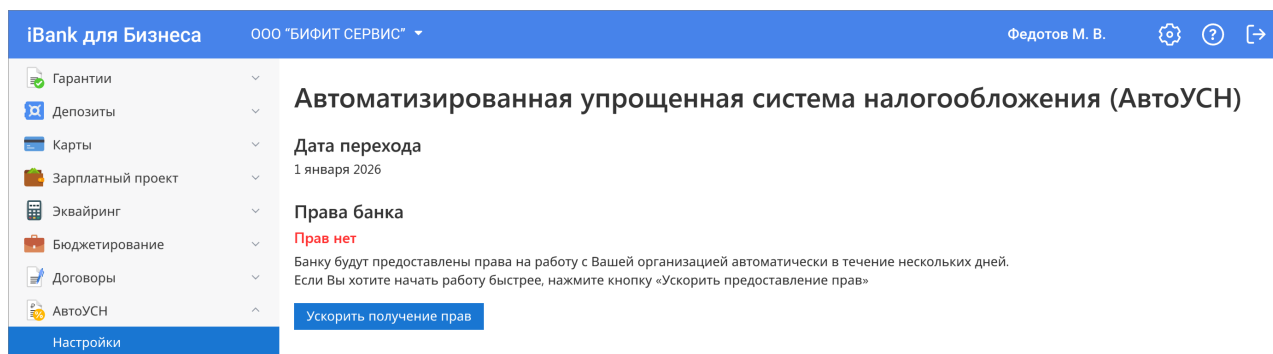 iBank для Бизнеса
ООО "БИФИТ СЕРВИС"
Федотов М. В.
Гарантии
Депозиты
Карты
Зарплатный проект
Эквайринг
Бюджетирование
Договоры
АвтоУСН
Настройки
Автоматизированная упрощенная система налогообложения (АвтоУСН)
Дата перехода
1 января 2026
Права банка
Прав нет
Банку будут предоставлены права на работу с Вашей организацией автоматически в течение нескольких дней.
Если Вы хотите начать работу быстрее, нажмите кнопку «Ускорить предоставление прав»
Ускорить получение прав